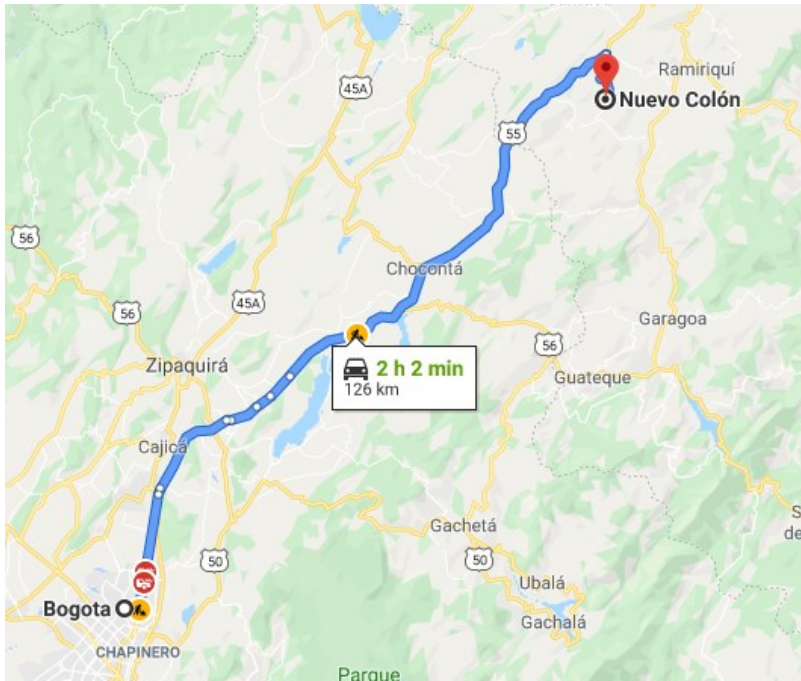 45A
Ramiriquí
Nuevo Colón
55
56
Chocontá
45A
56
Garagoa
56
Zipaquirá
2 h 2 min
126 km
Guateque
Cajicá
Gachetá
50
50
Ubalá
Bogota
Gachalá
CHAPINERO
Parque
S
de